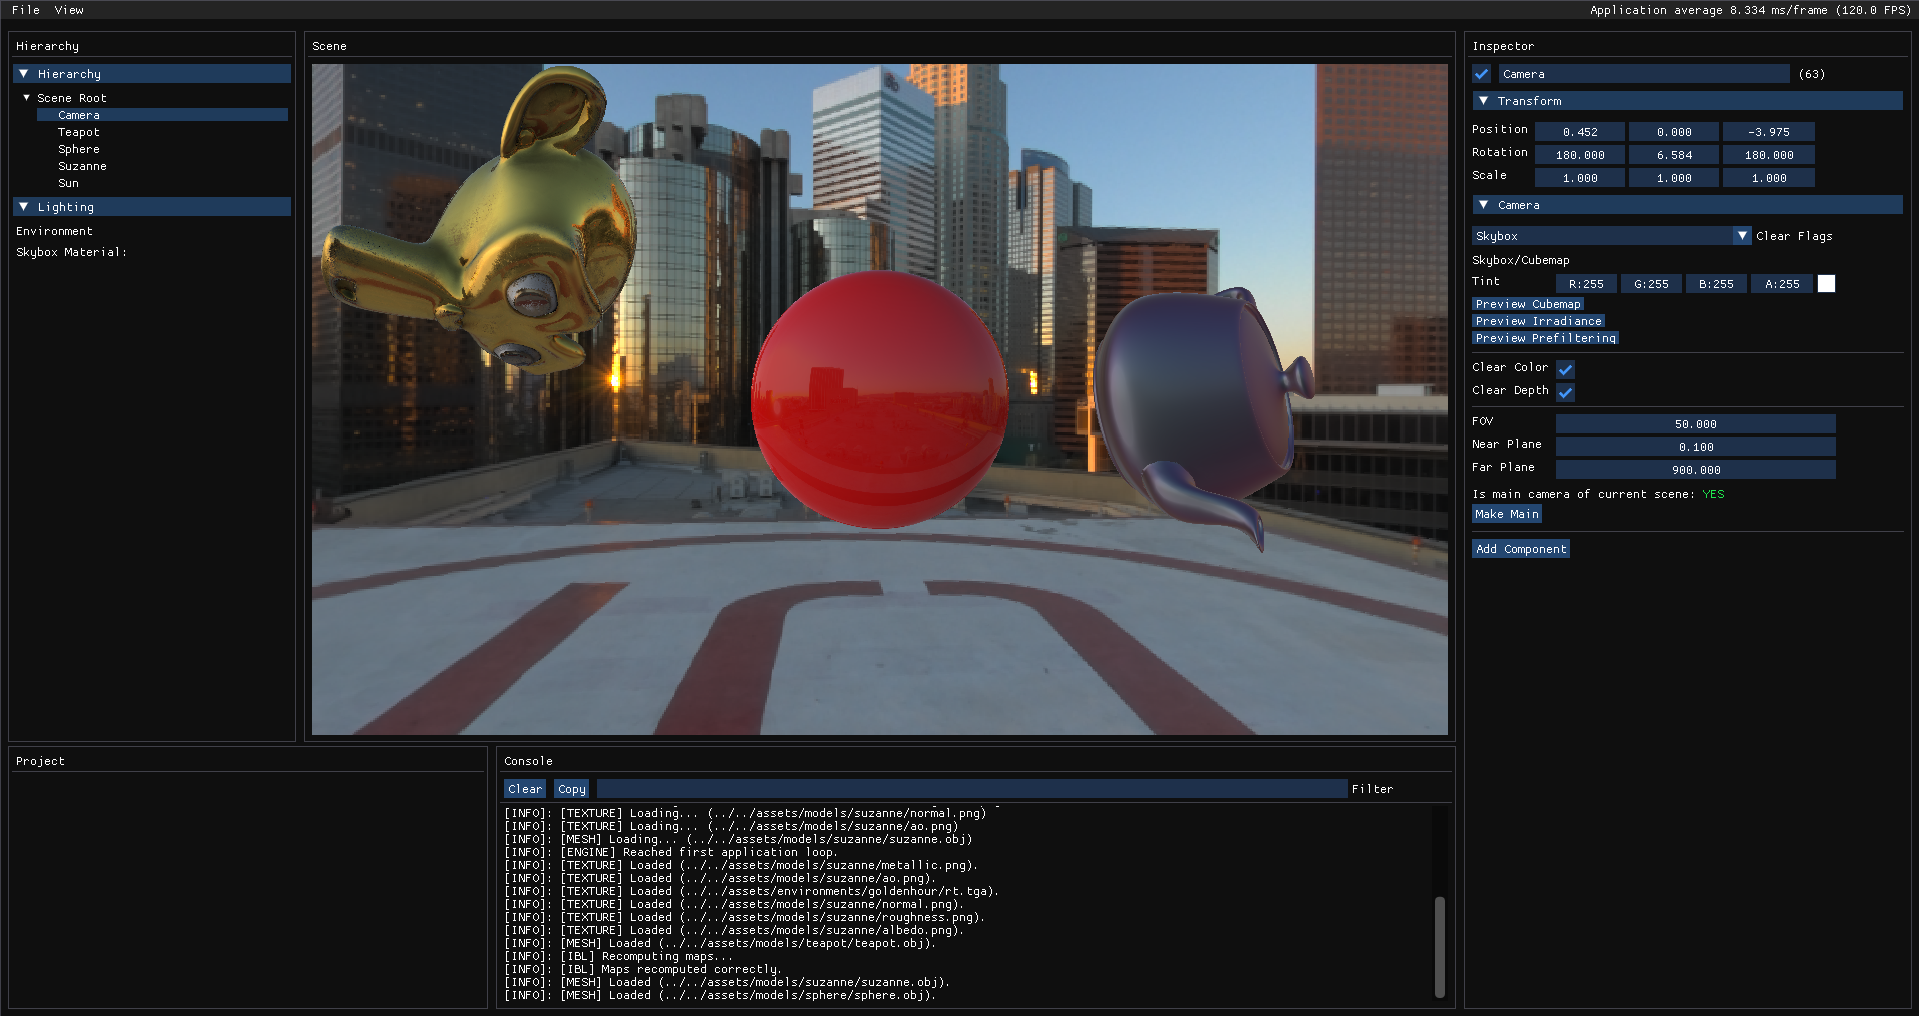 File View
Application average 8.334 ms/frame (120.0 FPS)
Hierarchy
Hierarchy
Scene Root
Camera
Teapot
Sphere
Suzanne
Sun
Lighting
Environment
Skybox Material:
Scene
Inspector
Camera (63)
Transform
Position 0.452 0.000 -3.975
Rotation 180.000 6.584 180.000
Scale 1.000 1.000 1.000
Camera
Skybox Clear Flags
Skybox/Cubemap
Tint R:255 G:255 B:255 A:255
Preview Cubemap
Preview Irradiance
Preview Prefiltering
Clear Color
Clear Depth
FOV 50.000
Near Plane 0.100
Far Plane 900.000
Is main camera of current scene: YES
Make Main
Add Component
Project
Console
Clear Copy Filter
[INFO]: [TEXTURE] Loading... (../../assets/models/suzanne/normal.png)
[INFO]: [TEXTURE] Loading... (../../assets/models/suzanne/ao.png)
[INFO]: [MESH] Loading... (../../assets/models/suzanne/suzanne.obj)
[INFO]: [ENGINE] Reached first application loop.
[INFO]: [TEXTURE] Loaded (../../assets/models/suzanne/metallic.png).
[INFO]: [TEXTURE] Loaded (../../assets/models/suzanne/ao.png).
[INFO]: [TEXTURE] Loaded (../../assets/environments/goldenhour/rt.tga).
[INFO]: [TEXTURE] Loaded (../../assets/models/suzanne/normal.png).
[INFO]: [TEXTURE] Loaded (../../assets/models/suzanne/roughness.png).
[INFO]: [TEXTURE] Loaded (../../assets/models/suzanne/albedo.png).
[INFO]: [MESH] Loaded (../../assets/models/teapot/teapot.obj).
[INFO]: [IBL] Recomputing maps...
[INFO]: [IBL] Maps recomputed correctly.
[INFO]: [MESH] Loaded (../../assets/models/suzanne/suzanne.obj).
[INFO]: [MESH] Loaded (../../assets/models/sphere/sphere.obj).